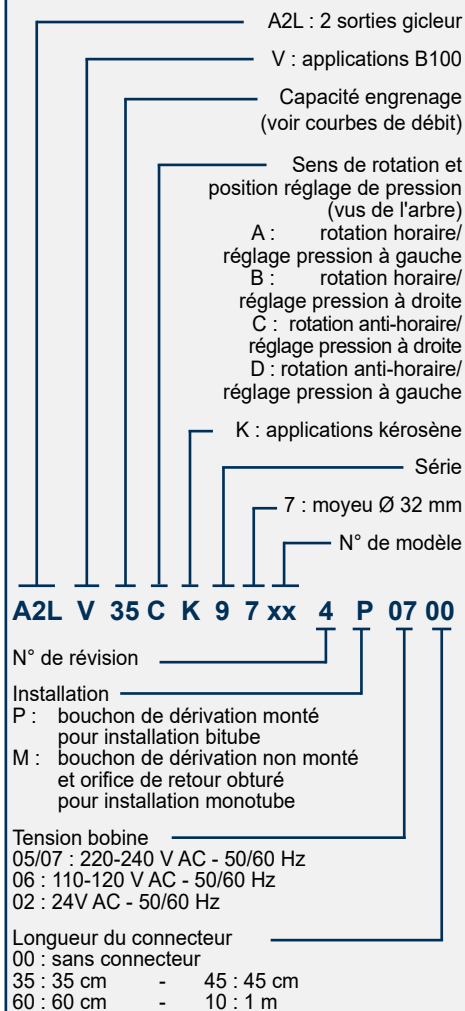 A2L : 2 sorties gicleur
V : applications B100
Capacité engrenage
(voir courbes de débit)
Sens de rotation et
position réglage de pression
(vus de l'arbre)
A : rotation horaire/
réglage pression à gauche
B : rotation horaire/
réglage pression à droite
C : rotation anti-horaire/
réglage pression à droite
D : rotation anti-horaire/
réglage pression à gauche
K : applications kérosène
Série
7 : moyeu Ø 32 mm
N° de modèle
A2L V 35 C K 9 7 xx 4 P 07 00
N° de révision
Installation
P : bouchon de dérivation monté
pour installation bitube
M : bouchon de dérivation non monté
et orifice de retour obturé
pour installation monotube
Tension bobine
05/07 : 220-240 V AC - 50/60 Hz
06 : 110-120 V AC - 50/60 Hz
02 : 24V AC - 50/60 Hz
Longueur du connecteur
00 : sans connecteur
35 : 35 cm - 45 : 45 cm
60 : 60 cm - 10 : 1 m